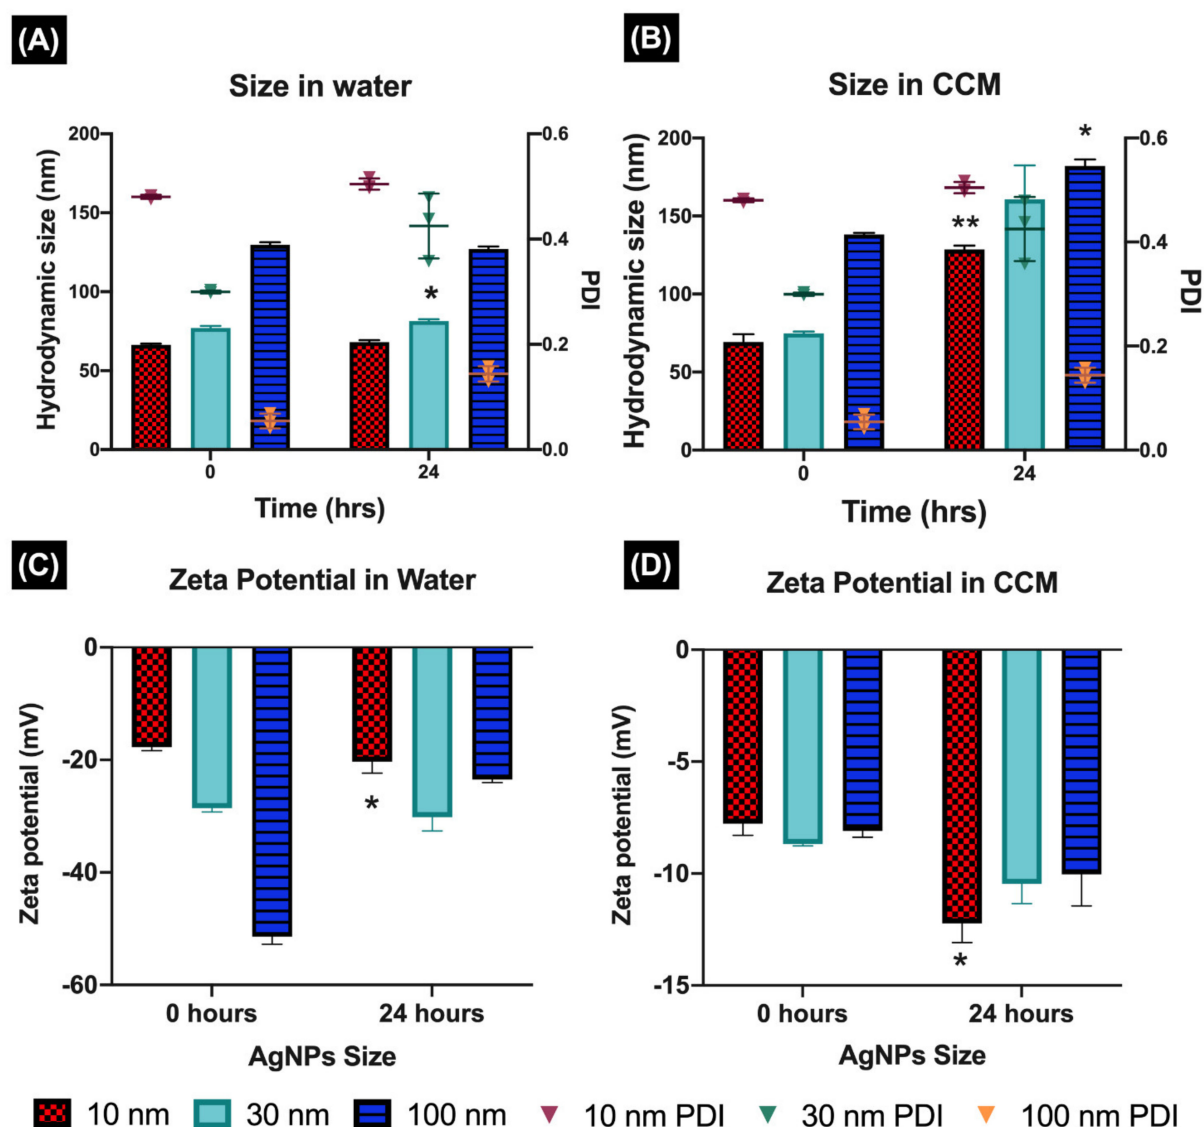 (A)
Size in water
Hydrodynamic size (nm)
200
150
100
50
0
0.6
0.4
0.2
0.0
PDI
*
0
24
Time (hrs)
(B)
Size in CCM
Hydrodynamic size (nm)
200
150
100
50
0
0.6
0.4
0.2
0.0
PDI
**
*
0
24
Time (hrs)
(C)
Zeta Potential in Water
Zeta potential (mV)
-0
-20
-40
-60
*
0 hours
24 hours
AgNPs Size
(D)
Zeta Potential in CCM
Zeta potential (mV)
-0
-5
-10
-15
*
0 hours
24 hours
AgNPs Size
10 nm 30 nm 100 nm 10 nm PDI 30 nm PDI 100 nm PDI